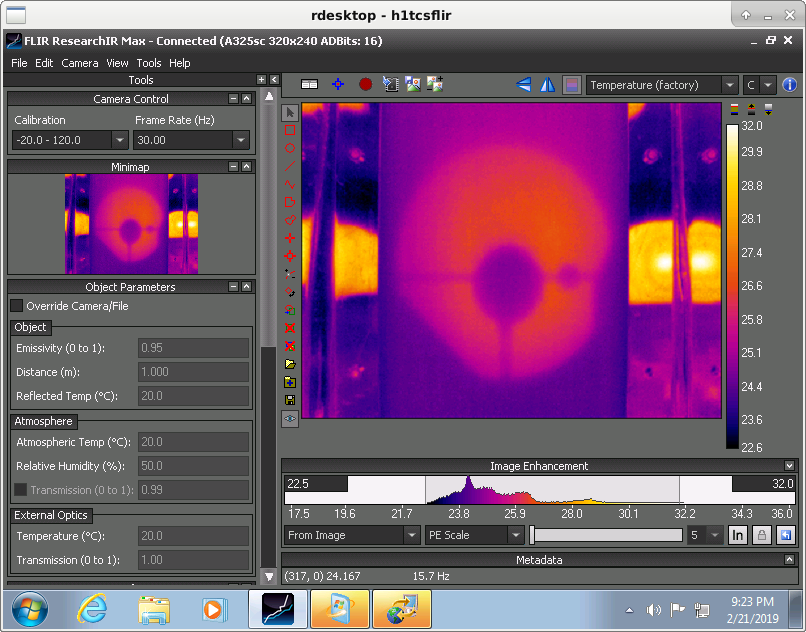 rdesktop - h1tcsflir
FLIR ResearchIR Max - Connected (A325sc 320x240 ADBits: 16)
File Edit Camera View Tools Help
Tools
Temperature (factory) C
Camera Control
Calibration Frame Rate (Hz)
-20.0 - 120.0 30.00
Minimap
Object Parameters
Override Camera/File
Object
Emissivity (0 to 1): 0.95
Distance (m): 1.000
Reflected Temp (°C): 20.0
Atmosphere
Atmospheric Temp (°C): 20.0
Relative Humidity (%): 50.0
Transmission (0 to 1): 0.99
External Optics
Temperature (°C): 20.0
Transmission (0 to 1): 1.00
32.0
29.9
28.8
28.1
27.4
26.6
25.8
25.1
24.4
23.6
22.6
Image Enhancement
22.5 32.0
17.5 19.6 21.7 23.8 25.9 28.0 30.1 32.2 34.3 36.0
From Image PE Scale 5 ln
Metadata
(317, 0) 24.167 15.7 Hz
9:23 PM
2/21/2019